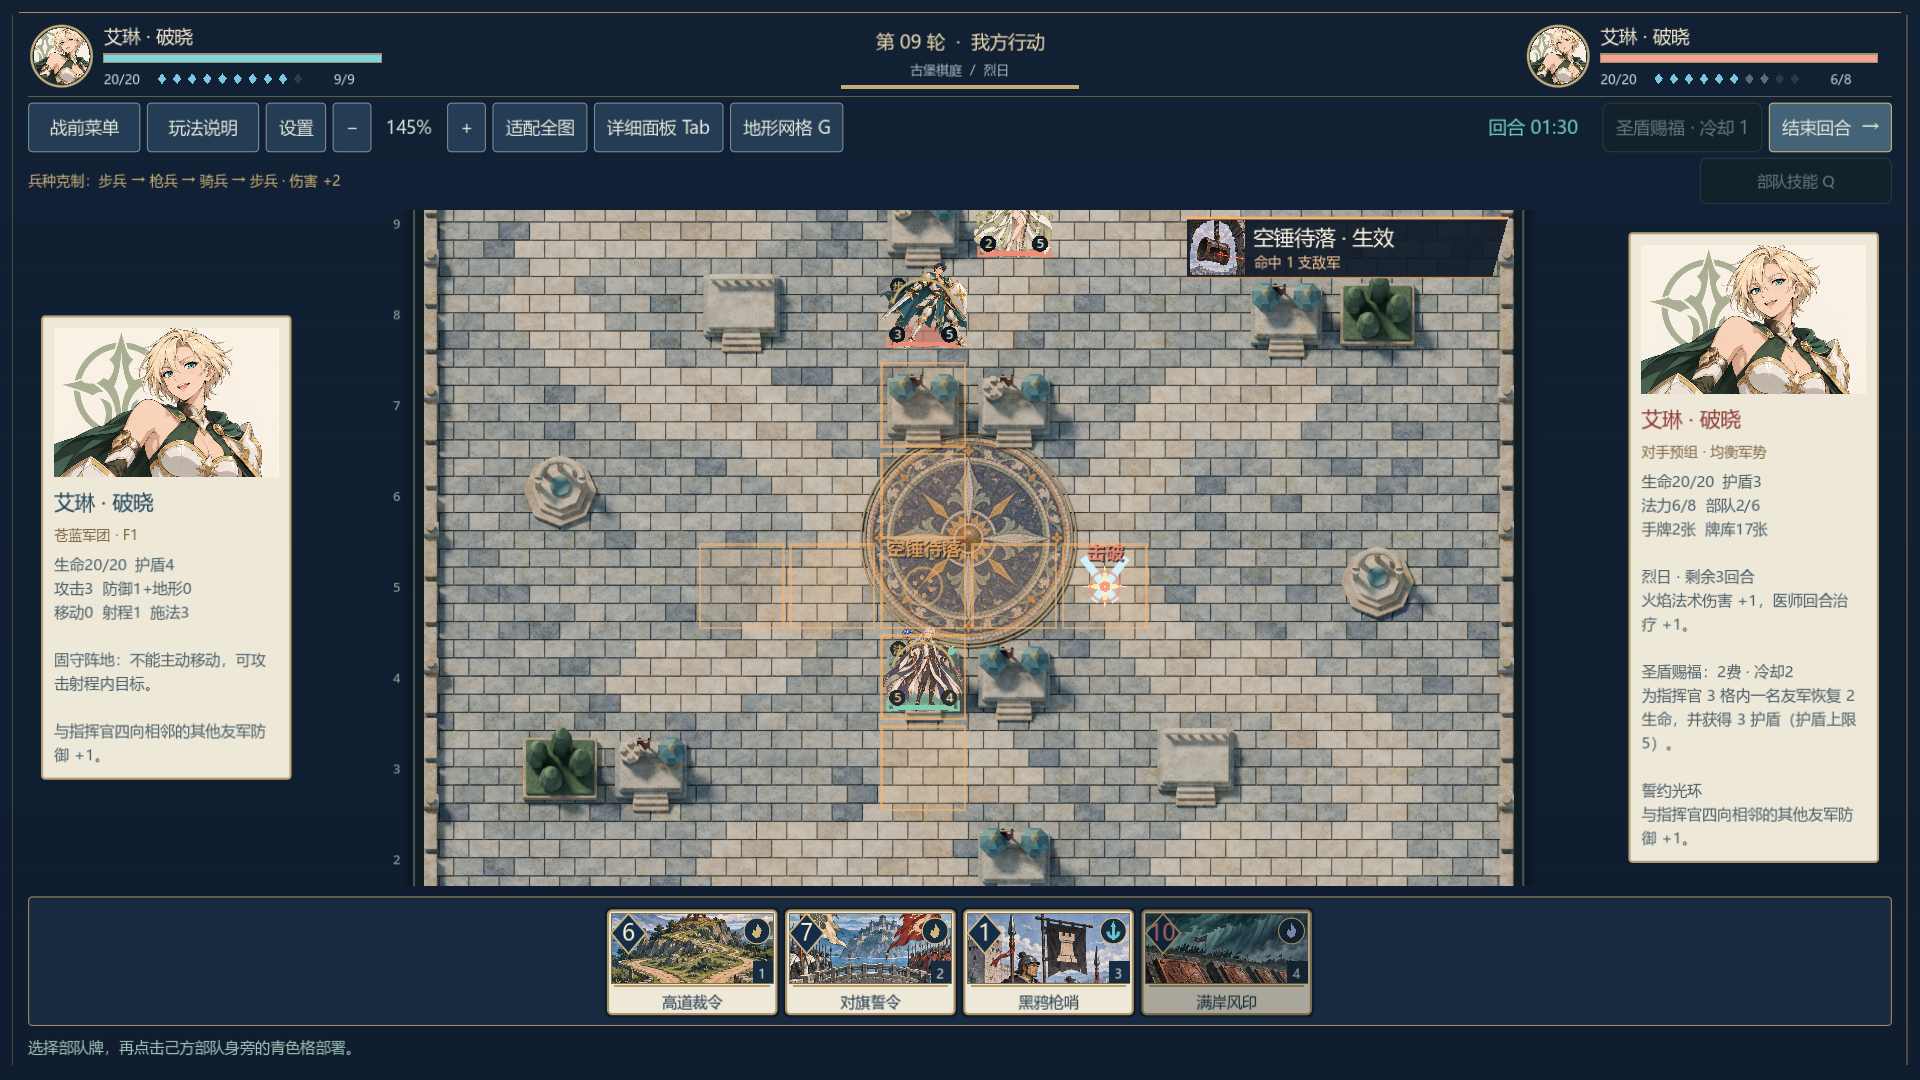 艾琳 · 破晓
20/20
9/9
第 09 轮 · 我方行动
古堡棋庭 / 烈日
艾琳 · 破晓
20/20
6/8
战前菜单
玩法说明
设置
−
145%
+
适配全图
详细面板 Tab
地形网格 G
回合 01:30
圣盾赐福 · 冷却 1
结束回合 →
兵种克制：步兵 → 枪兵 → 骑兵 → 步兵 · 伤害 +2
部队技能 Q
9
8
7
6
5
4
3
2
2
5
3
5
空锤待落 · 生效
命中 1 支敌军
空锤待落
击破
5
4
艾琳 · 破晓
苍蓝军团 · F1
生命20/20 护盾4
攻击3 防御1+地形0
移动0 射程1 施法3
固守阵地：不能主动移动，可攻
击射程内目标。
与指挥官四向相邻的其他友军防
御 +1。
艾琳 · 破晓
对手预组 · 均衡军势
生命20/20 护盾3
法力6/8 部队2/6
手牌2张 牌库17张
烈日 · 剩余3回合
火焰法术伤害 +1，医师回合治
疗 +1。
圣盾赐福：2费 · 冷却2
为指挥官 3 格内一名友军恢复 2
生命，并获得 3 护盾（护盾上限
5）。
誓约光环
与指挥官四向相邻的其他友军防
御 +1。
6
1
高道裁令
7
2
对旗誓令
1
3
黑鸦枪哨
10
4
满岸风印
选择部队牌，再点击己方部队身旁的青色格部署。